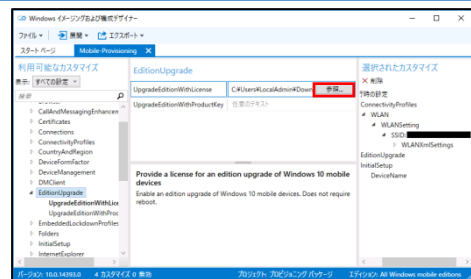 Windows イメージングおよび構成デザイナー
ファイル 展開 エクスポート
スタート ページ Mobile-Provisioning
利用可能なカスタマイズ
表示: すべての設定
検索
CallAndMessagingEnhancem
Certificates
Connections
ConnectivityProfiles
CountryAndRegion
DeviceFormFactor
DeviceManagement
DMClient
EditionUpgrade
UpgradeEditionWithLice
UpgradeEditionWithProd
EmbeddedLockdownProfiles
Folders
InitialSetup
InternetExplorer
EditionUpgrade
UpgradeEditionWithLicense C:¥Users¥LocalAdmin¥Down 参照...
UpgradeEditionWithProductKey 任意のテキスト
Provide a license for an edition upgrade of Windows 10 mobile
devices
Enable an edition upgrade of Windows 10 mobile devices. Does not require
reboot.
選択されたカスタマイズ
削除
時の設定
ConnectivityProfiles
WLAN
WLANSetting
SSID:
WLANXmlSettings
EditionUpgrade
InitialSetup
DeviceName
バージョン: 10.0.14393.0 4 カスタマイズ 0 無効 プロジェクト: プロビジョニング パッケージ エディション: All Windows mobile editions